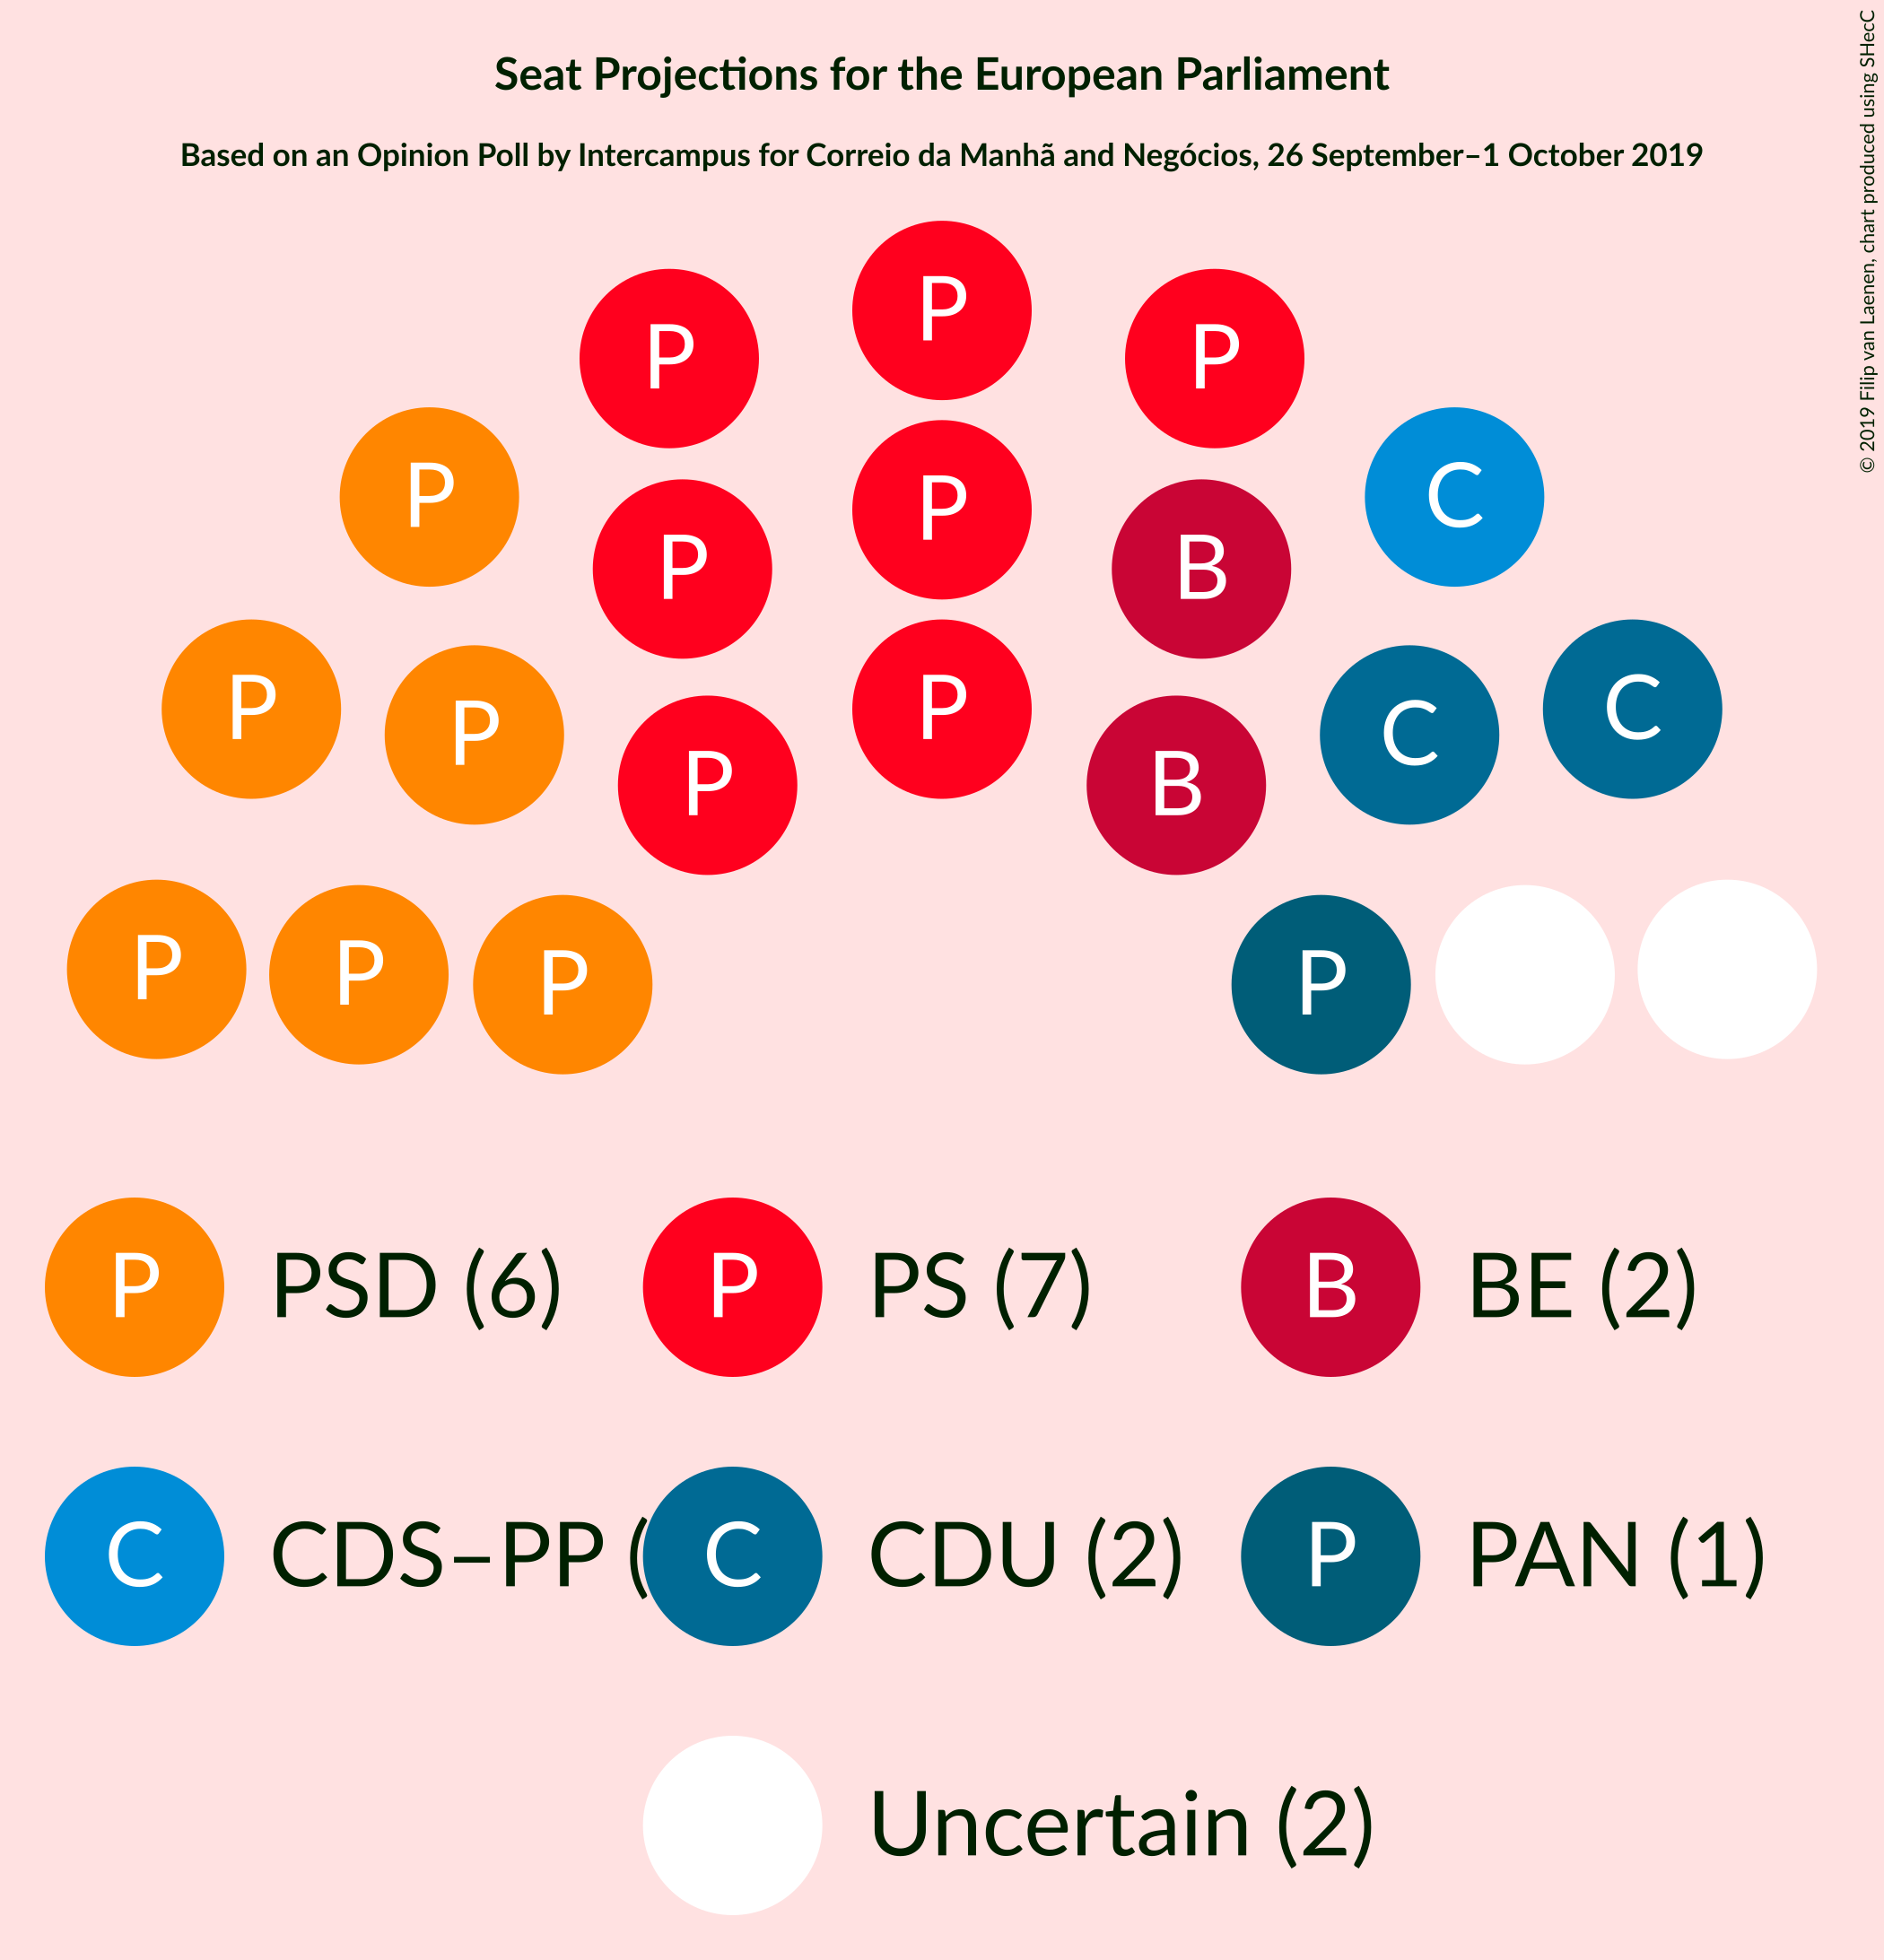 Seat Projections for the European Parliament
Based on an Opinion Poll by Intercampus for Correio da Manhã and Negócios, 26 September–1 October 2019
© 2019 Filip van Laenen, chart produced using SHecC
P
P P
P C
P
P B
P C
P
P C
P B
P P P P
P PSD (6) P PS (7) B BE (2)
C CDS–PP ( C CDU (2) P PAN (1)
Uncertain (2)